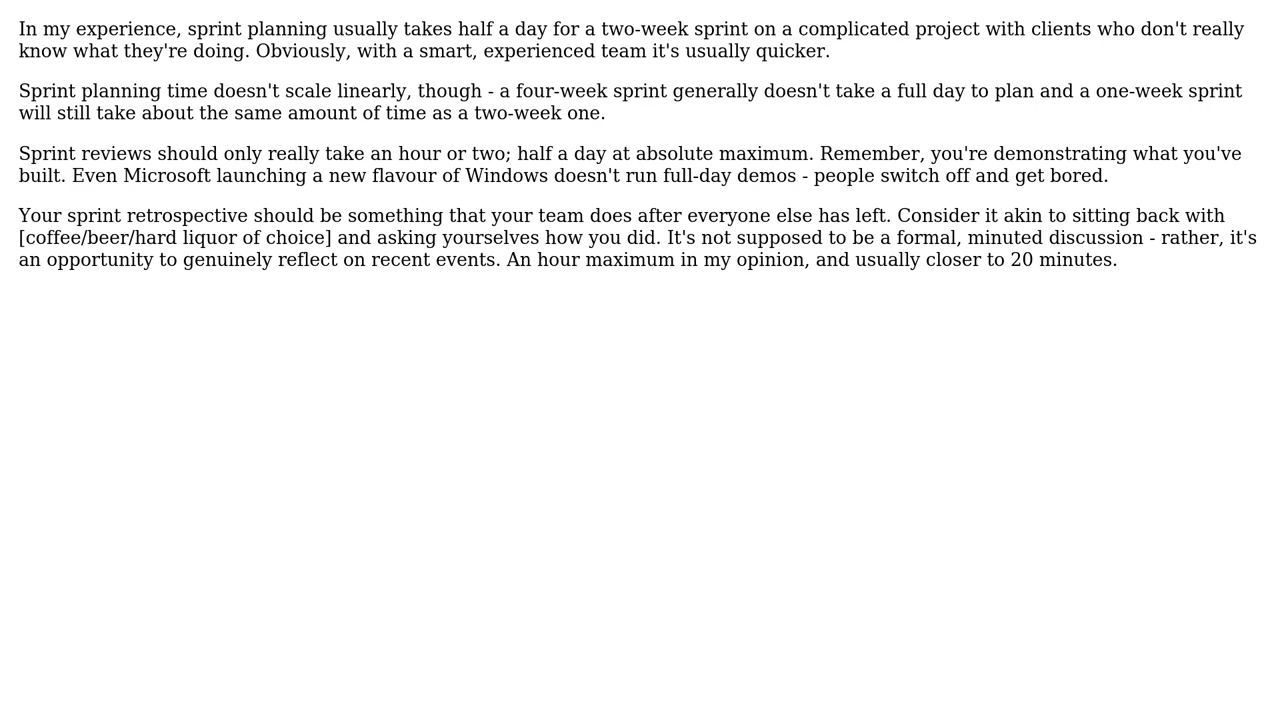 In my experience, sprint planning usually takes half a day for a two-week sprint on a complicated project with clients who don't really
know what they're doing. Obviously, with a smart, experienced team it's usually quicker.
Sprint planning time doesn't scale linearly, though - a four-week sprint generally doesn't take a full day to plan and a one-week sprint
will still take about the same amount of time as a two-week one.
Sprint reviews should only really take an hour or two; half a day at absolute maximum. Remember, you're demonstrating what you've
built. Even Microsoft launching a new flavour of Windows doesn't run full-day demos - people switch off and get bored.
Your sprint retrospective should be something that your team does after everyone else has left. Consider it akin to sitting back with
[coffee/beer/hard liquor of choice] and asking yourselves how you did. It's not supposed to be a formal, minuted discussion - rather, it's
an opportunity to genuinely reflect on recent events. An hour maximum in my opinion, and usually closer to 20 minutes.